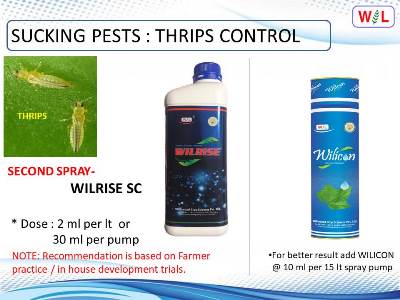 W L
SUCKING PESTS : THRIPS CONTROL
THRIPS
SECOND SPRAY-
WILRISE SC
* Dose : 2 ml per lt or
30 ml per pump
NOTE: Recommendation is based on Farmer
practice / in house development trials.
WILRISE
Wilicon
•For better result add WILICON
@ 10 ml per 15 lt spray pump